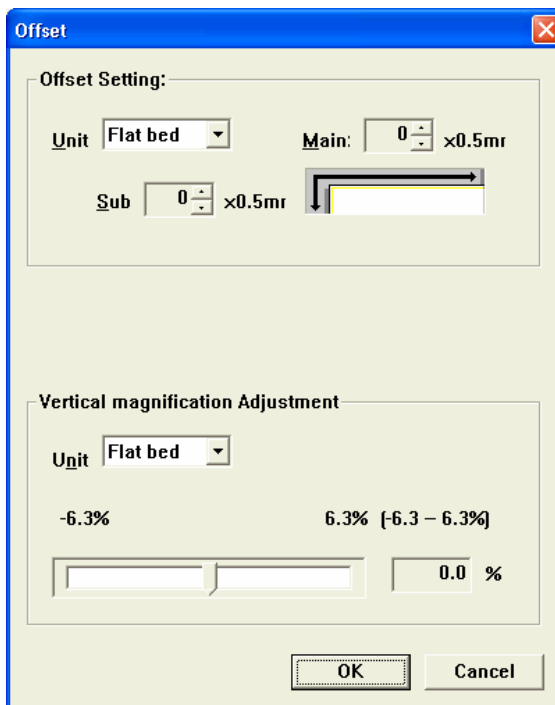 Offset
Offset Setting:
Unit Flat bed Main: 0 x0.5mr
Sub 0 x0.5mr
Vertical magnification Adjustment
Unit Flat bed
-6.3% 6.3% (-6.3 – 6.3%)
0.0 %
OK Cancel